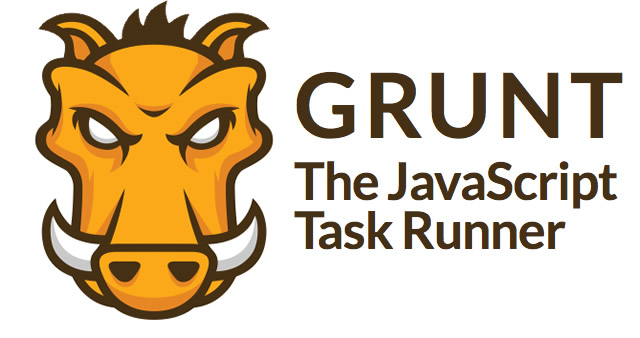 GRUNT
The JavaScript
Task Runner